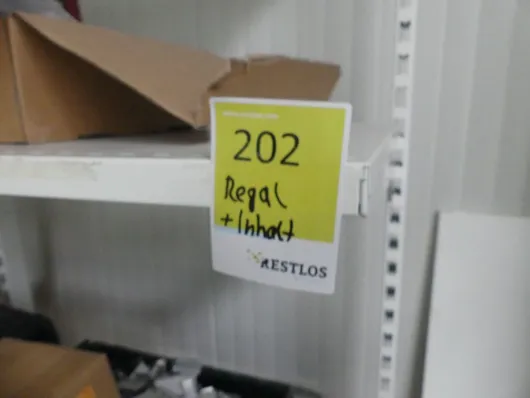 202
Regal
+ Inhalt
RESTLOS